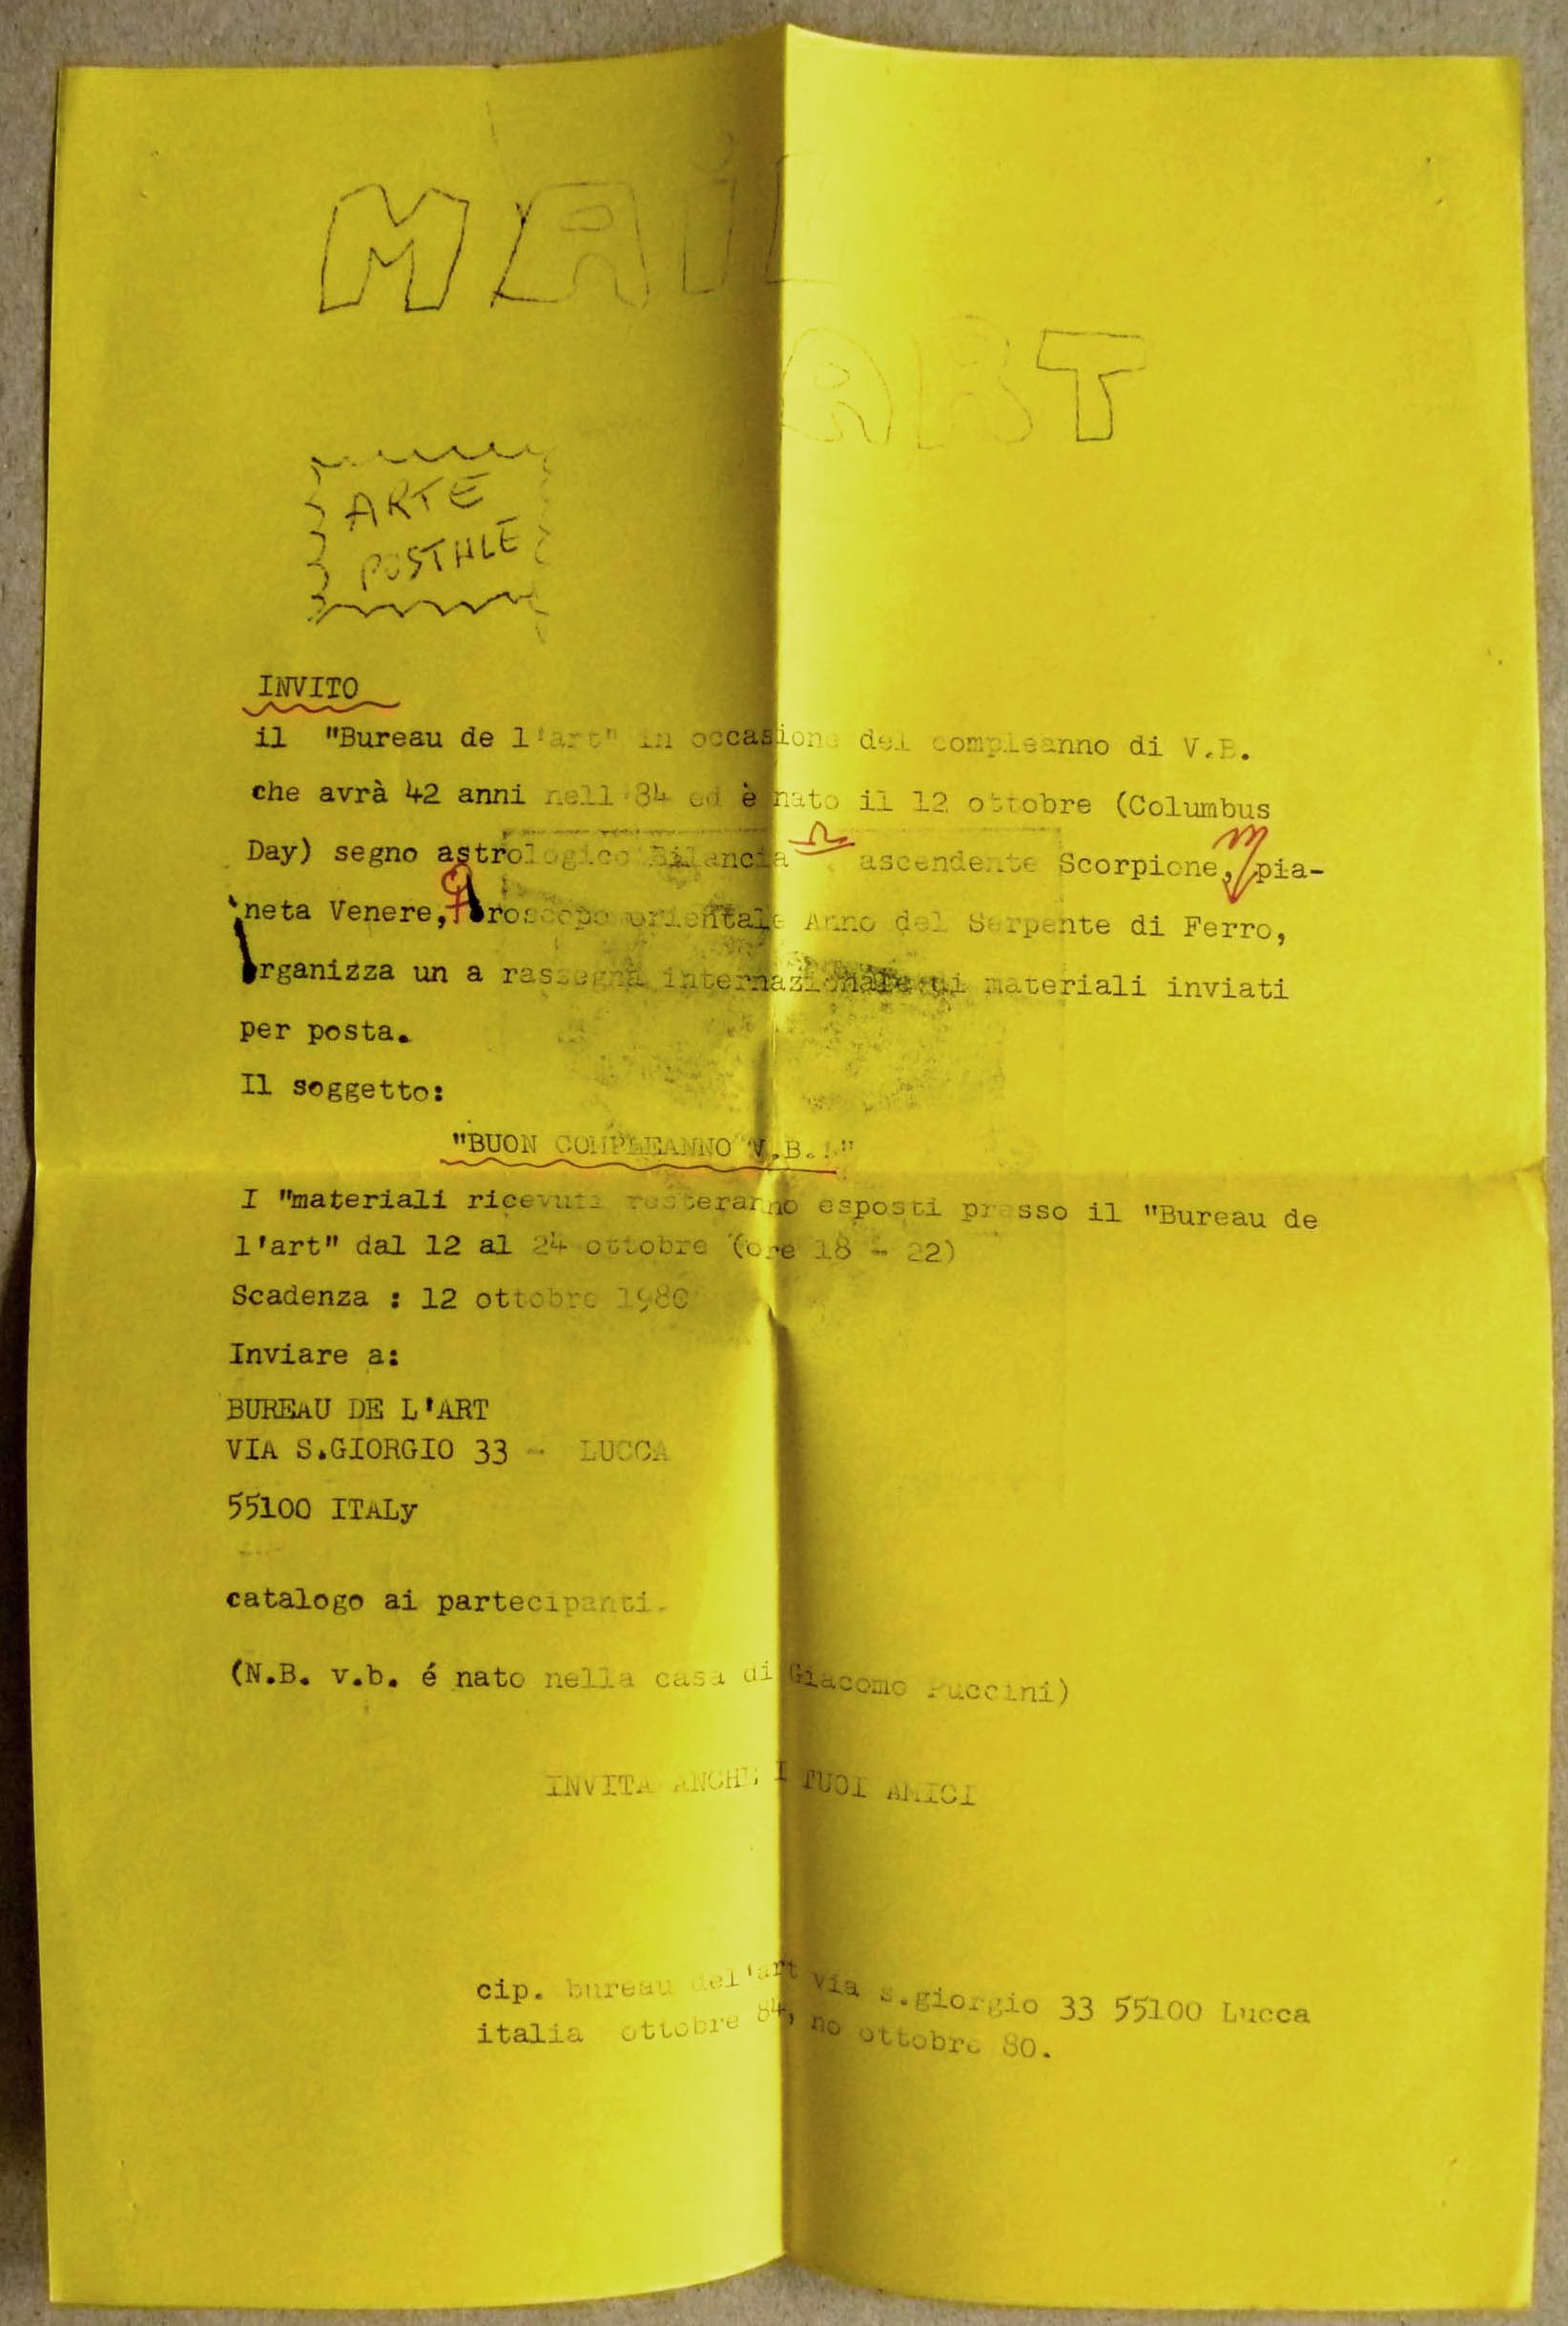 MAIL
ART
ARTE
POSTALE
INVITO
il "Bureau de l'art" in occasione del compleanno di V.B.
che avrà 42 anni nell'84 ed è nato il 12 ottobre (Columbus
Day) segno astrologico Bilancia ♎ ascendente Scorpione, ♏ pia-
neta Venere, ♀ oroscopo orientale Anno del Serpente di Ferro,
organizza un a rassegna internazionale di materiali inviati
per posta.
Il soggetto:
"BUON COMPLEANNO V.B.!"
I "materiali ricevuti resteranno esposti presso il "Bureau de
l'art" dal 12 al 24 ottobre (ore 18 - 22)
Scadenza : 12 ottobre 1980
Inviare a:
BUREAU DE L'ART
VIA S.GIORGIO 33 - LUCCA
55100 ITALy
catalogo ai partecipanti.
(N.B. v.b. é nato nella casa di Giacomo Puccini)
INVITA ANCHE I TUOI AMICI
cip. bureau del'art via s.giorgio 33 55100 Lucca
italia ottobre 84, no ottobre 80.